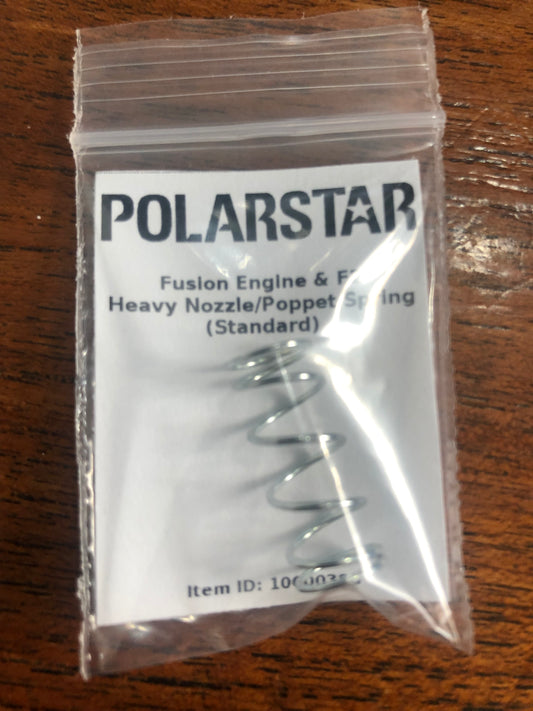 POLARSTAR
Fusion Engine & F
Heavy Nozzle/Poppet Spring
(Standard)
Item ID: